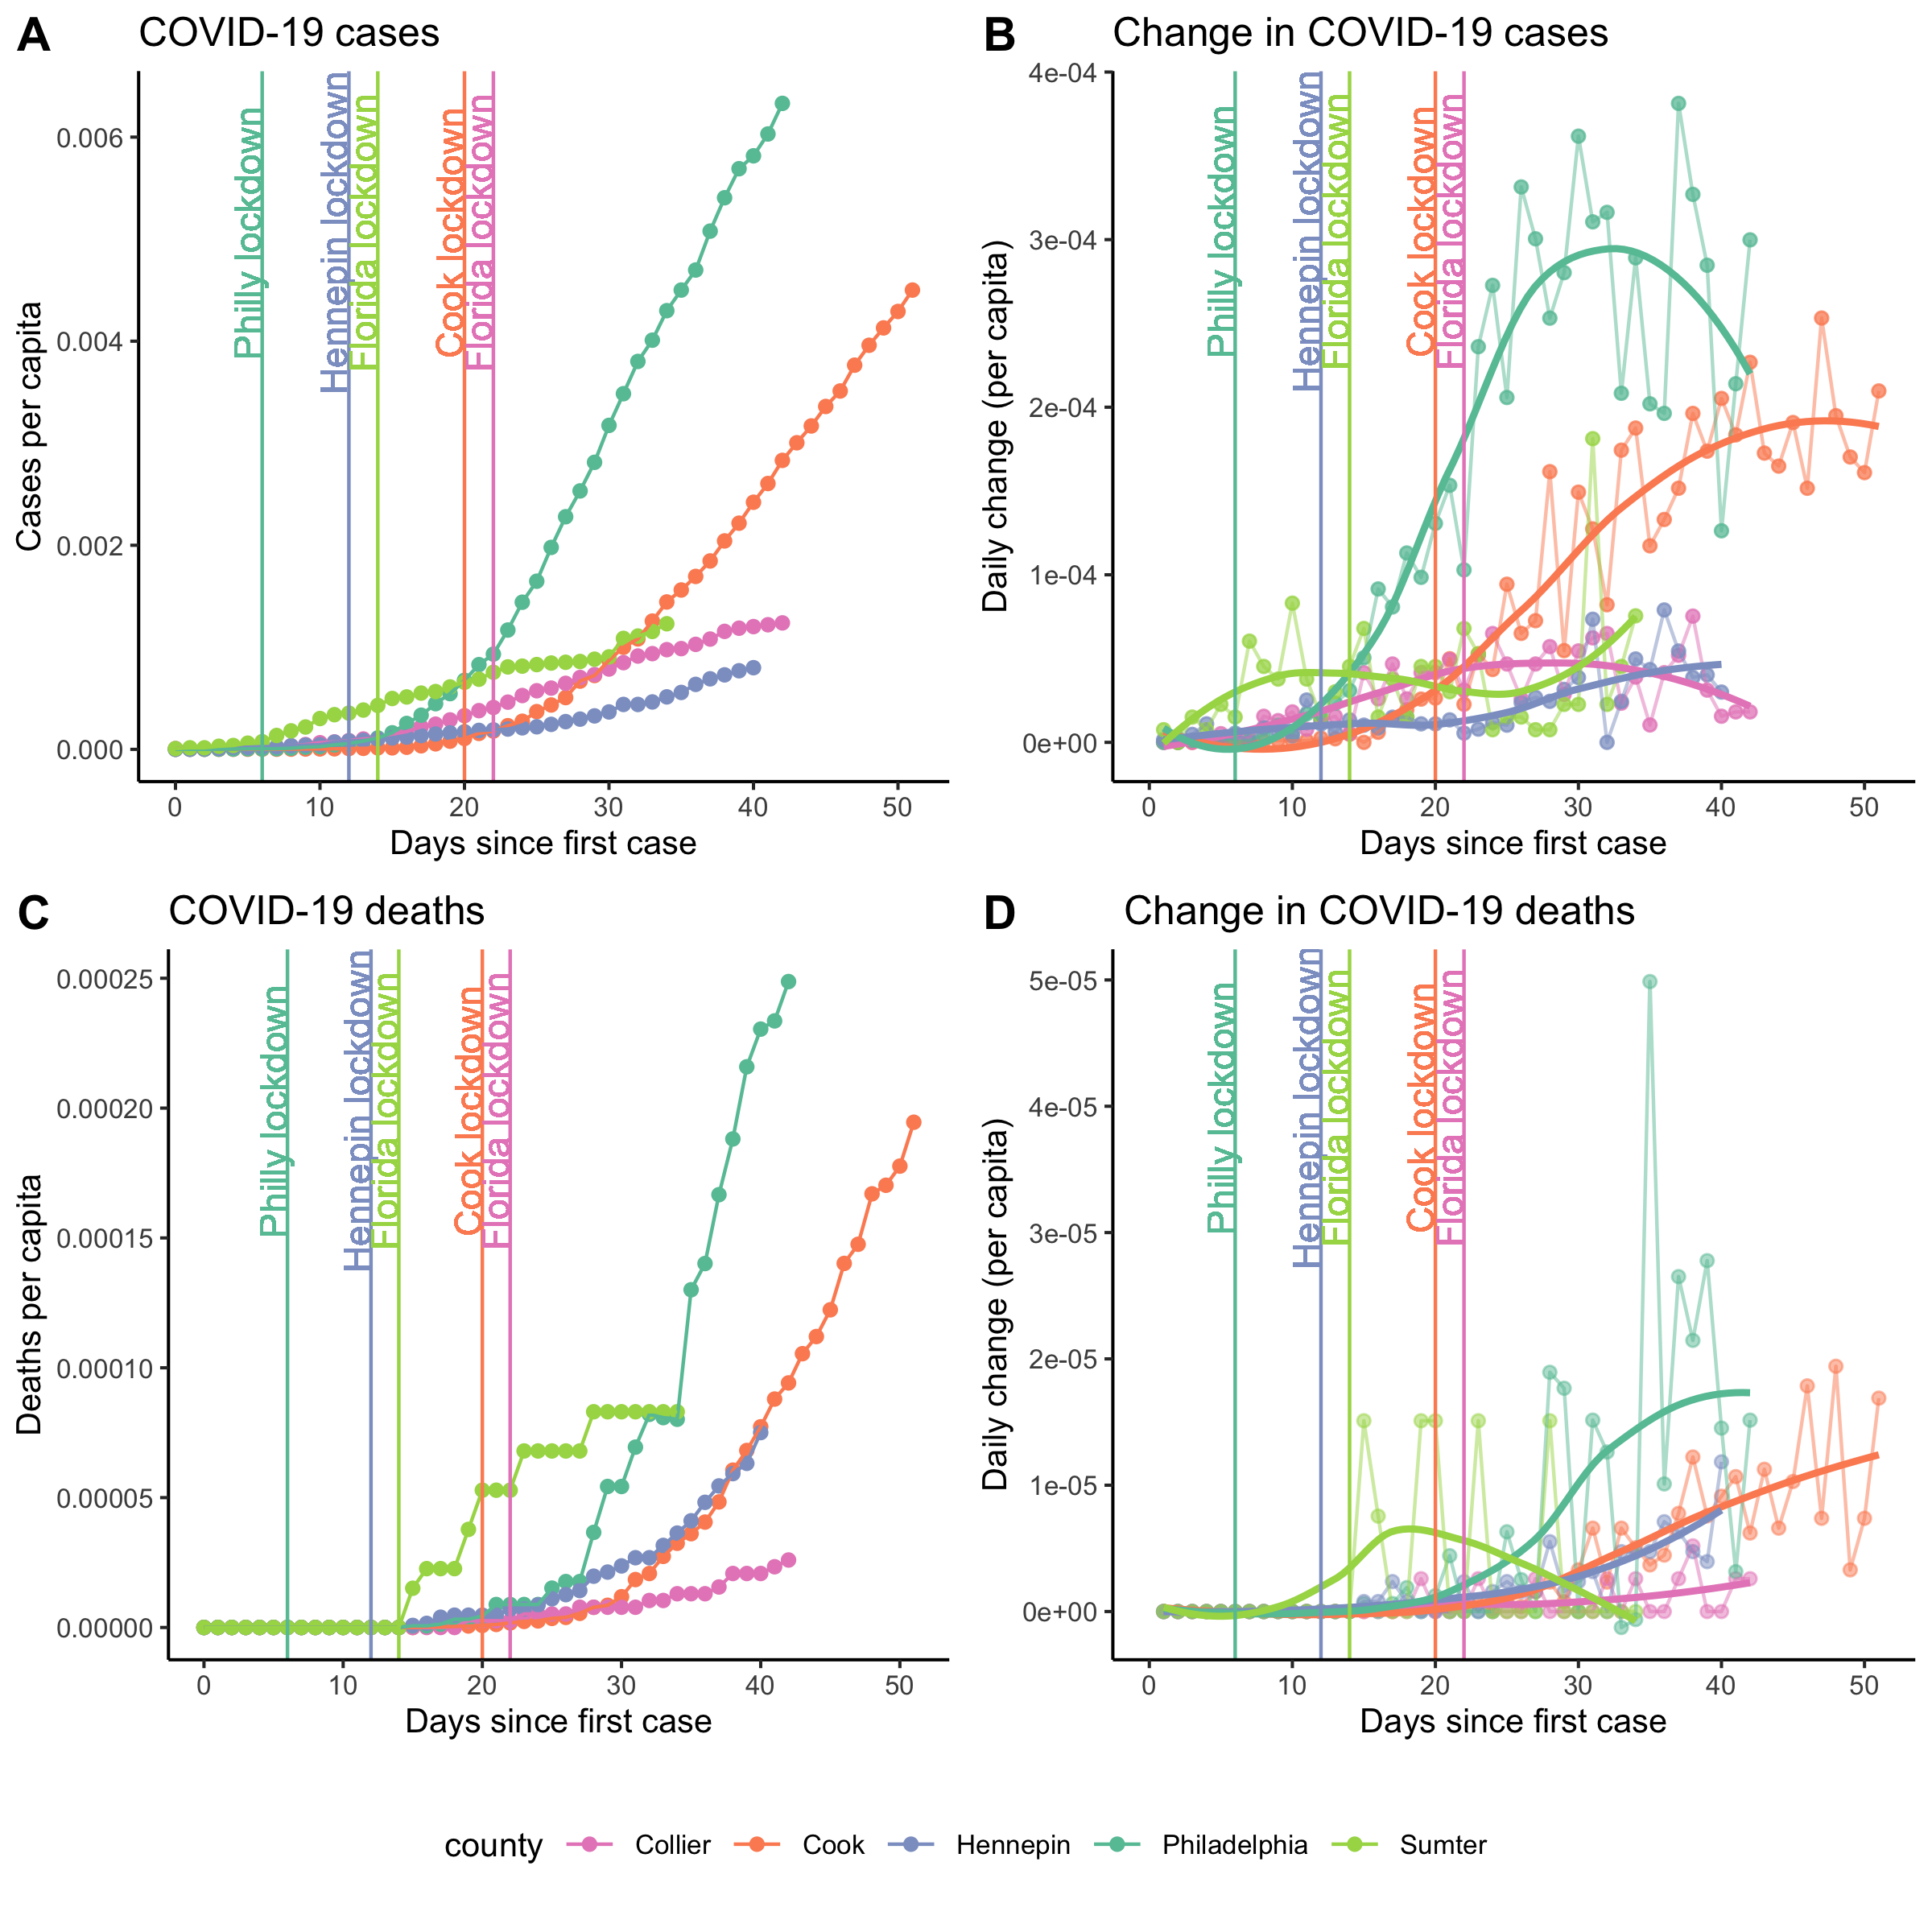 A COVID-19 cases
Cases per capita
0.006
0.004
0.002
0.000
Philly lockdown
Hennepin lockdown
Florida lockdown
Cook lockdown
Florida lockdown
0 10 20 30 40 50
Days since first case
B Change in COVID-19 cases
Daily change (per capita)
4e-04
3e-04
2e-04
1e-04
0e+00
Philly lockdown
Hennepin lockdown
Florida lockdown
Cook lockdown
Florida lockdown
0 10 20 30 40 50
Days since first case
C COVID-19 deaths
Deaths per capita
0.00025
0.00020
0.00015
0.00010
0.00005
0.00000
Philly lockdown
Hennepin lockdown
Florida lockdown
Cook lockdown
Florida lockdown
0 10 20 30 40 50
Days since first case
D Change in COVID-19 deaths
Daily change (per capita)
5e-05
4e-05
3e-05
2e-05
1e-05
0e+00
Philly lockdown
Hennepin lockdown
Florida lockdown
Cook lockdown
Florida lockdown
0 10 20 30 40 50
Days since first case
county Collier Cook Hennepin Philadelphia Sumter